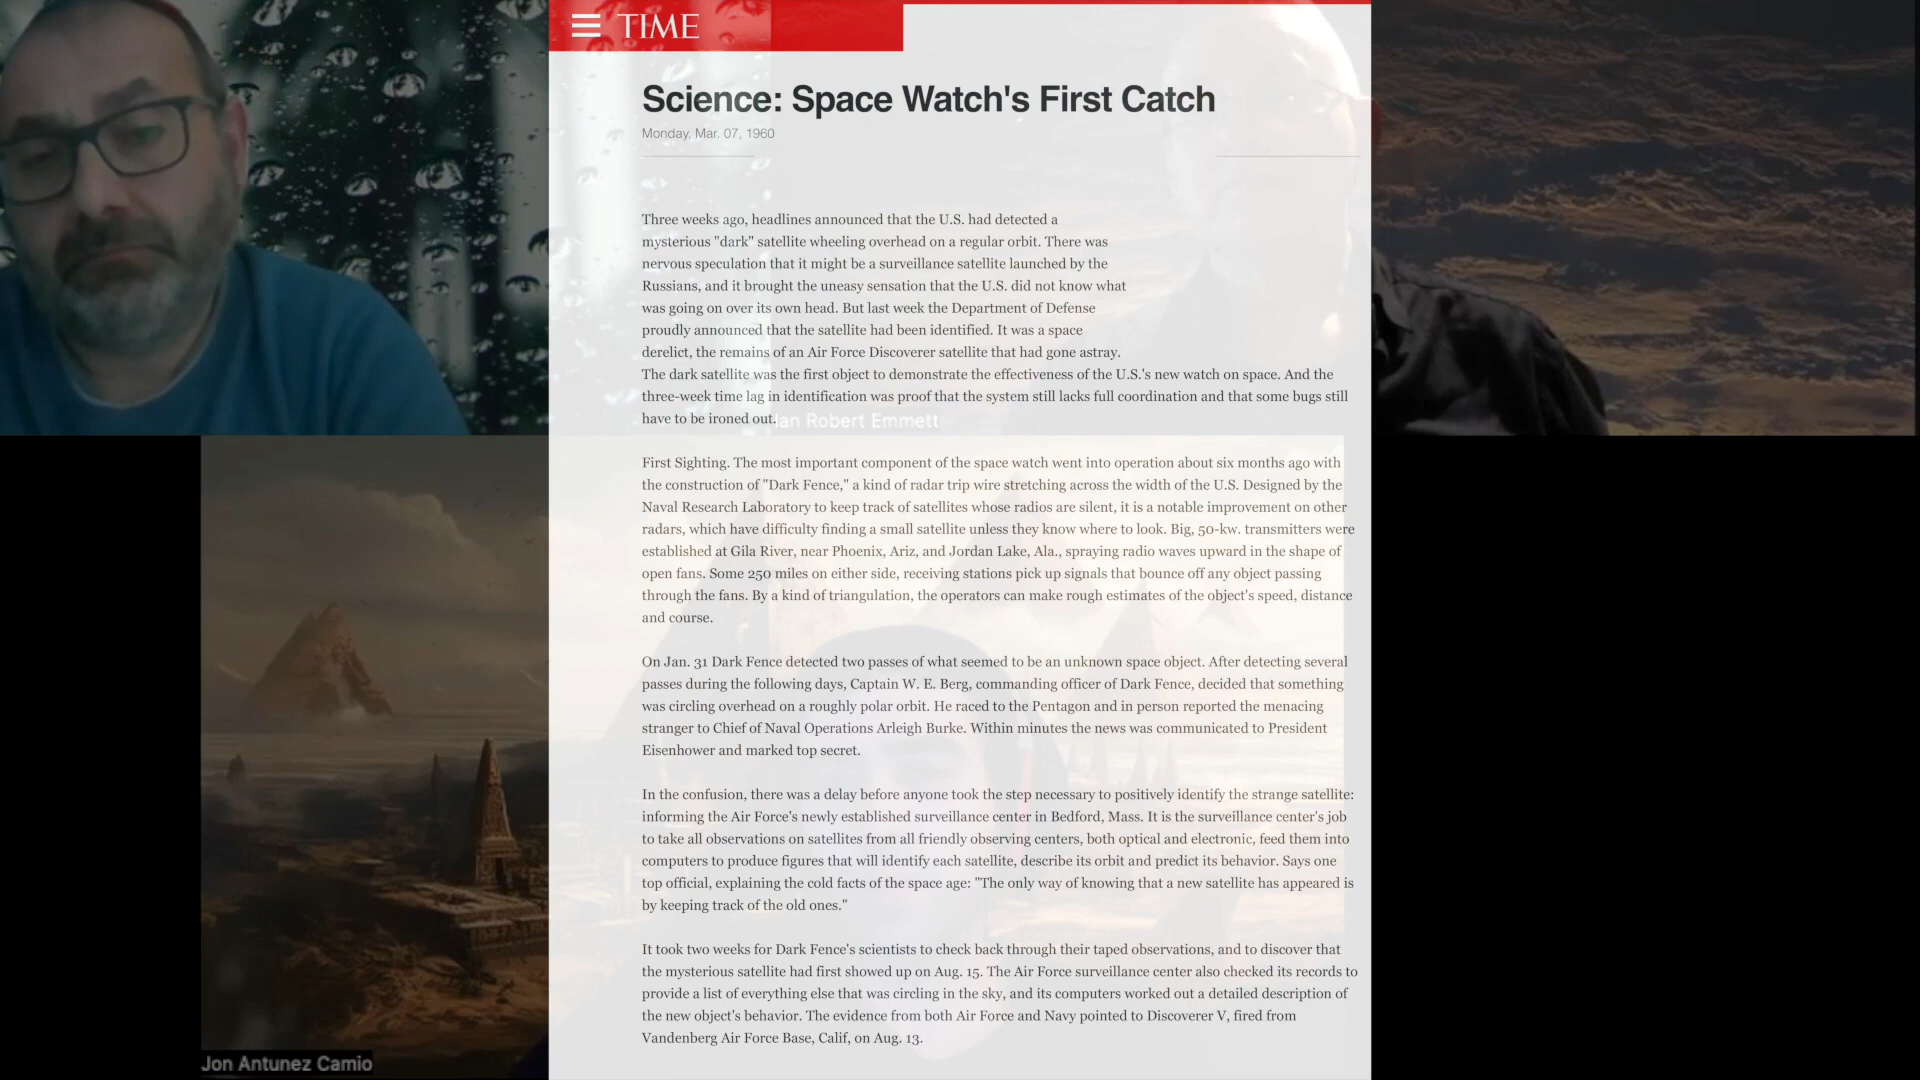 TIME
Science: Space Watch's First Catch
Monday, Mar. 07, 1960
Three weeks ago, headlines announced that the U.S. had detected a
mysterious "dark" satellite wheeling overhead on a regular orbit. There was
nervous speculation that it might be a surveillance satellite launched by the
Russians, and it brought the uneasy sensation that the U.S. did not know what
was going on over its own head. But last week the Department of Defense
proudly announced that the satellite had been identified. It was a space
derelict, the remains of an Air Force Discoverer satellite that had gone astray.
The dark satellite was the first object to demonstrate the effectiveness of the U.S.'s new watch on space. And the
three-week time lag in identification was proof that the system still lacks full coordination and that some bugs still
have to be ironed out.
Ian Robert Emmett
First Sighting. The most important component of the space watch went into operation about six months ago with
the construction of "Dark Fence," a kind of radar trip wire stretching across the width of the U.S. Designed by the
Naval Research Laboratory to keep track of satellites whose radios are silent, it is a notable improvement on other
radars, which have difficulty finding a small satellite unless they know where to look. Big, 50-kw. transmitters were
established at Gila River, near Phoenix, Ariz, and Jordan Lake, Ala., spraying radio waves upward in the shape of
open fans. Some 250 miles on either side, receiving stations pick up signals that bounce off any object passing
through the fans. By a kind of triangulation, the operators can make rough estimates of the object's speed, distance
and course.
On Jan. 31 Dark Fence detected two passes of what seemed to be an unknown space object. After detecting several
passes during the following days, Captain W. E. Berg, commanding officer of Dark Fence, decided that something
was circling overhead on a roughly polar orbit. He raced to the Pentagon and in person reported the menacing
stranger to Chief of Naval Operations Arleigh Burke. Within minutes the news was communicated to President
Eisenhower and marked top secret.
In the confusion, there was a delay before anyone took the step necessary to positively identify the strange satellite:
informing the Air Force's newly established surveillance center in Bedford, Mass. It is the surveillance center's job
to take all observations on satellites from all friendly observing centers, both optical and electronic, feed them into
computers to produce figures that will identify each satellite, describe its orbit and predict its behavior. Says one
top official, explaining the cold facts of the space age: "The only way of knowing that a new satellite has appeared is
by keeping track of the old ones."
It took two weeks for Dark Fence's scientists to check back through their taped observations, and to discover that
the mysterious satellite had first showed up on Aug. 15. The Air Force surveillance center also checked its records to
provide a list of everything else that was circling in the sky, and its computers worked out a detailed description of
the new object's behavior. The evidence from both Air Force and Navy pointed to Discoverer V, fired from
Vandenberg Air Force Base, Calif, on Aug. 13.
Jon Antunez Camio